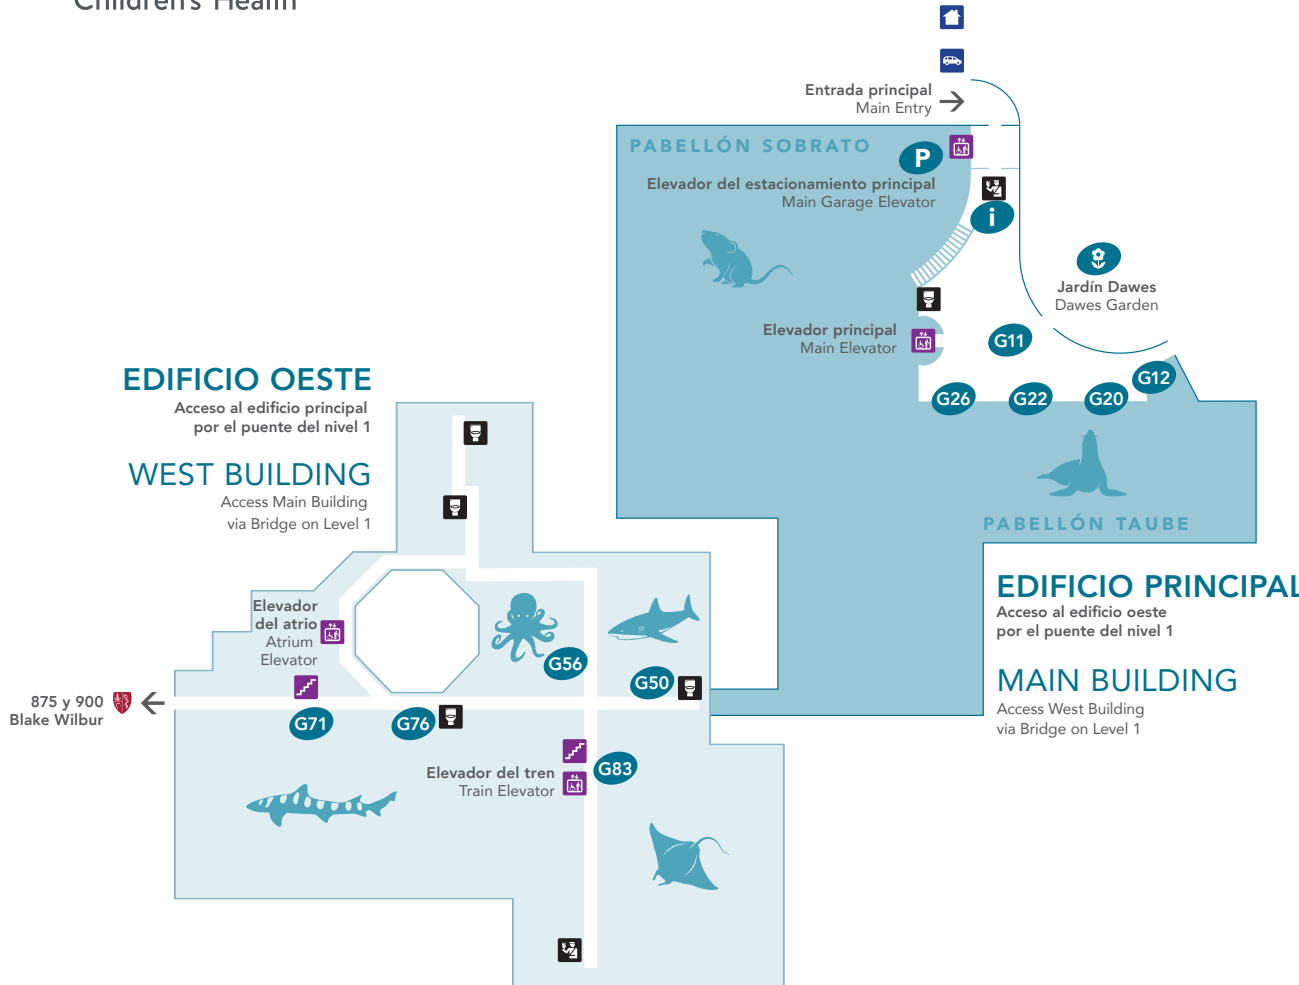 Children's Health
Entrada principal
Main Entry
PABELLÓN SOBRATO
P
Elevador del estacionamiento principal
Main Garage Elevator
i
Jardín Dawes
Dawes Garden
Elevador principal
Main Elevator
G11
G12
G26
G22
G20
PABELLÓN TAUBE
EDIFICIO OESTE
Acceso al edificio principal
por el puente del nivel 1
WEST BUILDING
Access Main Building
via Bridge on Level 1
EDIFICIO PRINCIPAL
Acceso al edificio oeste
por el puente del nivel 1
MAIN BUILDING
Access West Building
via Bridge on Level 1
Elevador
del atrio
Atrium
Elevator
G56
G50
875 y 900
Blake Wilbur
G71
G76
Elevador del tren
Train Elevator
G83